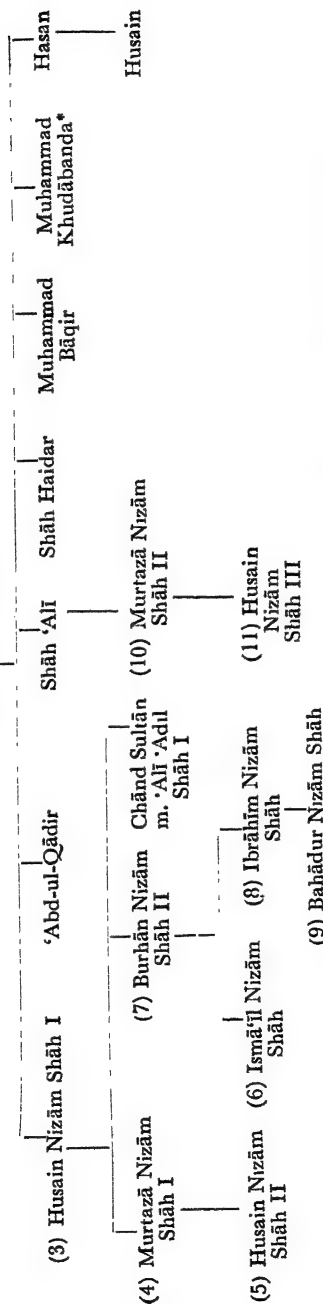 (3) Husain Nizām Shāh I
‘Abd-ul-Qādir
Shāh ‘Alī
Shāh Haidar
Muhammad
Bāqir
Muhammad
Khudābanda*
Hasan
Husain
(4) Murtazā Nizām
Shāh I
(7) Burhān Nizām
Shāh II
Chānd Sultān
m. ‘Alī ‘Ādil
Shāh I
(10) Murtazā Nizām
Shāh II
(5) Husain Nizām
Shāh II
(6) Ismā‘īl Nizām
Shāh
(8) Ibrāhīm Nizām
Shāh
(11) Husain
Nizām
Shāh III
(9) Bahādur Nizām Shāh